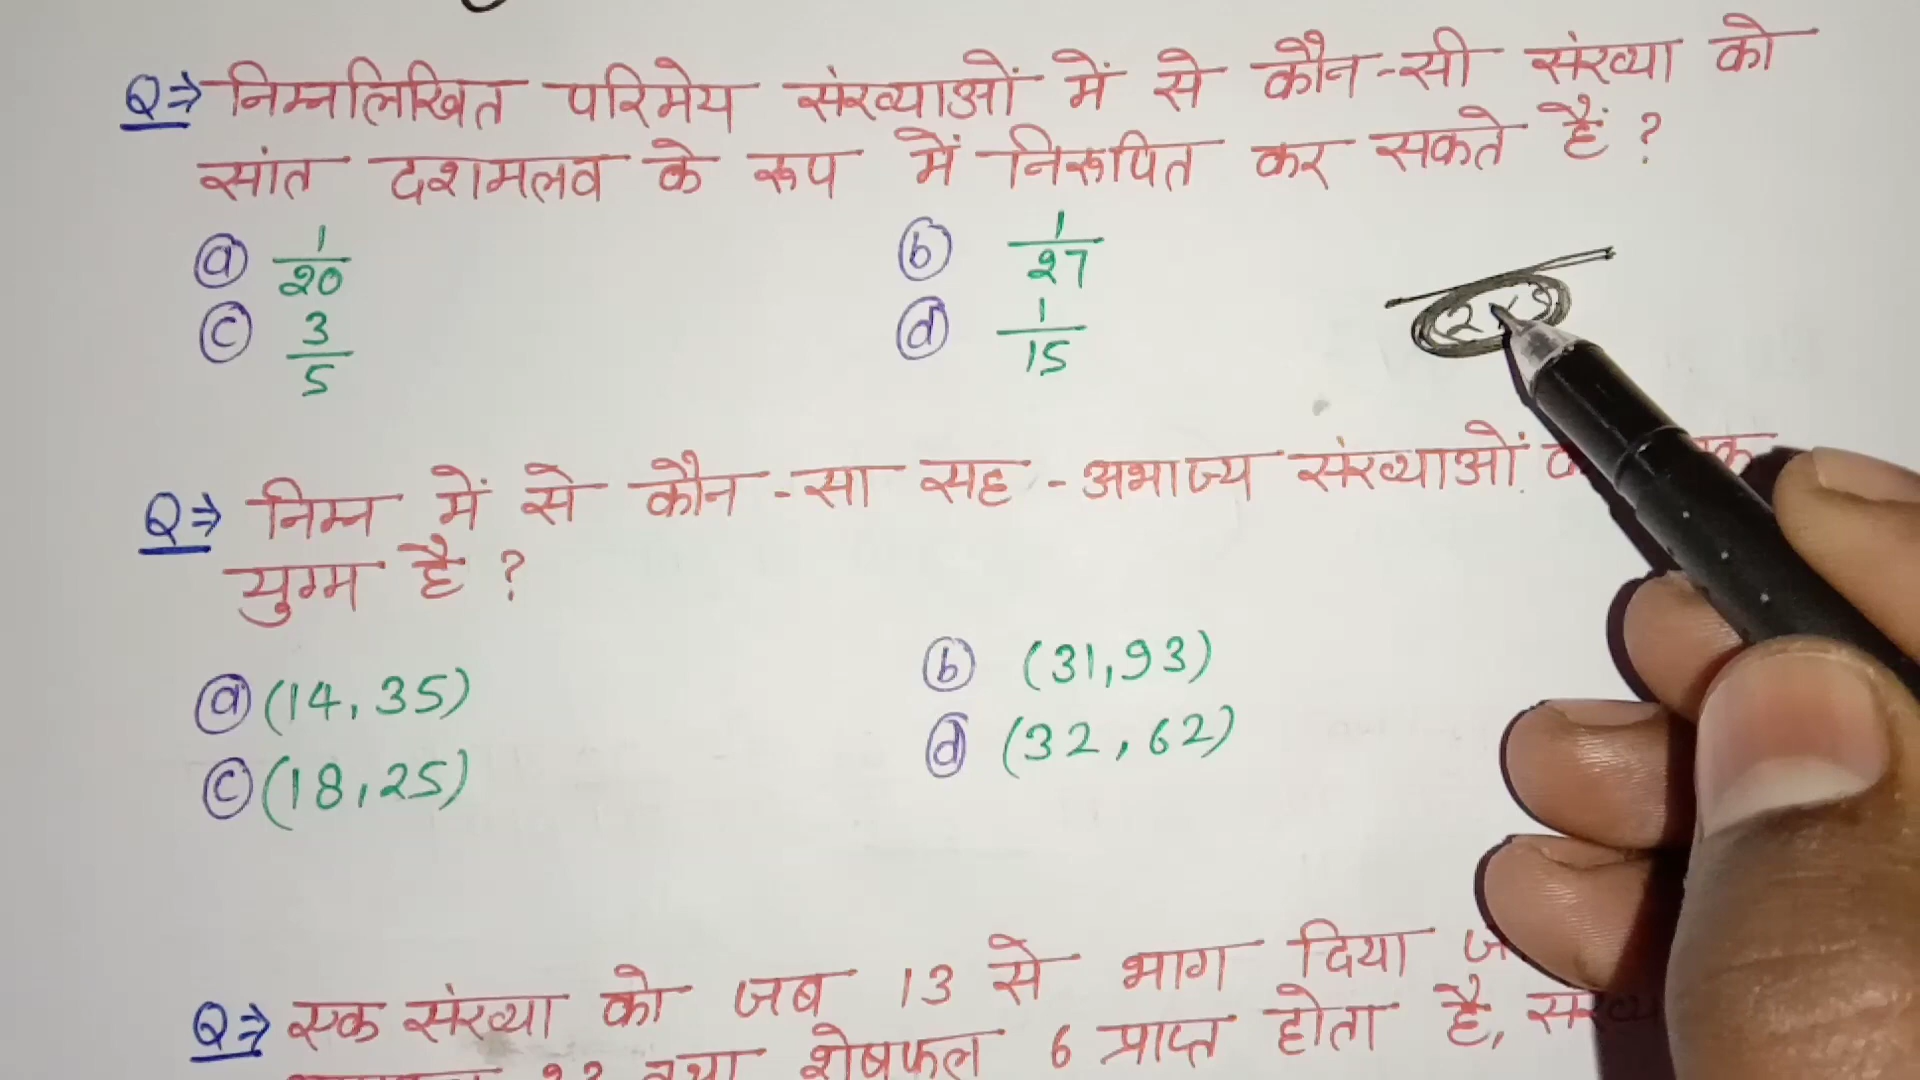 Q⇒ निम्नलिखित परिमेय संख्याओं में से कौन-सी संख्या को
सांत दशमलव के रूप में निरूपित कर सकते हैं ?
(a) 1/20 (b) 1/27
(c) 3/5 (d) 1/15
Q⇒ निम्न में से कौन-सा सह-अभाज्य संख्याओं
युग्म है ?
(a) (14, 35) (b) (31, 93)
(c) (18, 25) (d) (32, 62)
Q⇒ एक संख्या को जब 13 से भाग दिया
शेषफल 6 प्राप्त होता है,